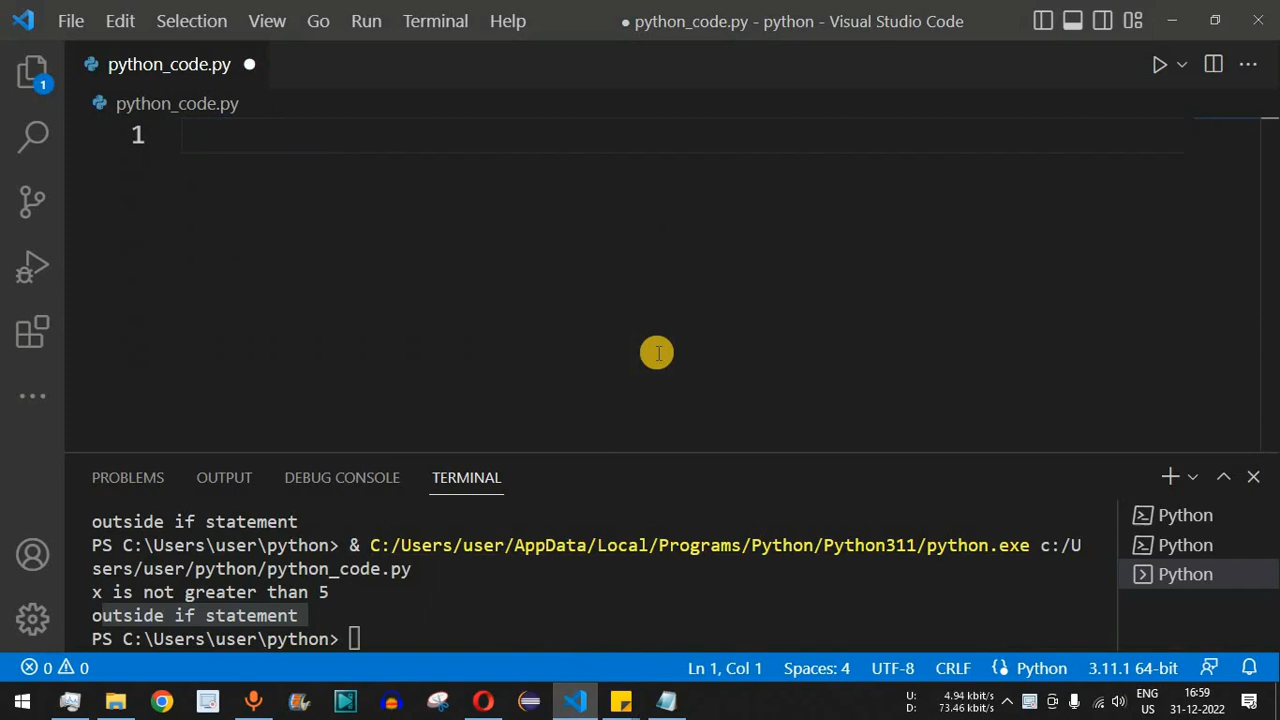 File Edit Selection View Go Run Terminal Help ● python_code.py - python - Visual Studio Code
python_code.py
python_code.py
1
1
PROBLEMS OUTPUT DEBUG CONSOLE TERMINAL
outside if statement
PS C:\Users\user\python> & C:/Users/user/AppData/Local/Programs/Python/Python311/python.exe c:/U
sers/user/python/python_code.py
x is not greater than 5
outside if statement
PS C:\Users\user\python>
Python
Python
Python
0 0 Ln 1, Col 1 Spaces: 4 UTF-8 CRLF Python 3.11.1 64-bit
U: 4.94 kbit/s
D: 73.46 kbit/s
ENG
US
16:59
31-12-2022